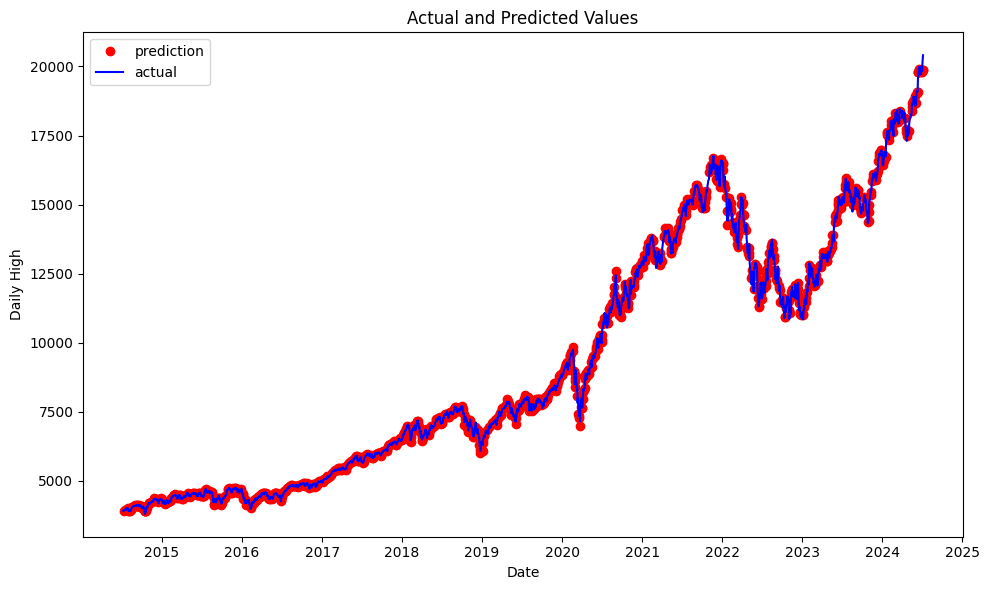 Actual and Predicted Values
prediction
actual
Daily High
20000
17500
15000
12500
10000
7500
5000
2015 2016 2017 2018 2019 2020 2021 2022 2023 2024 2025
Date